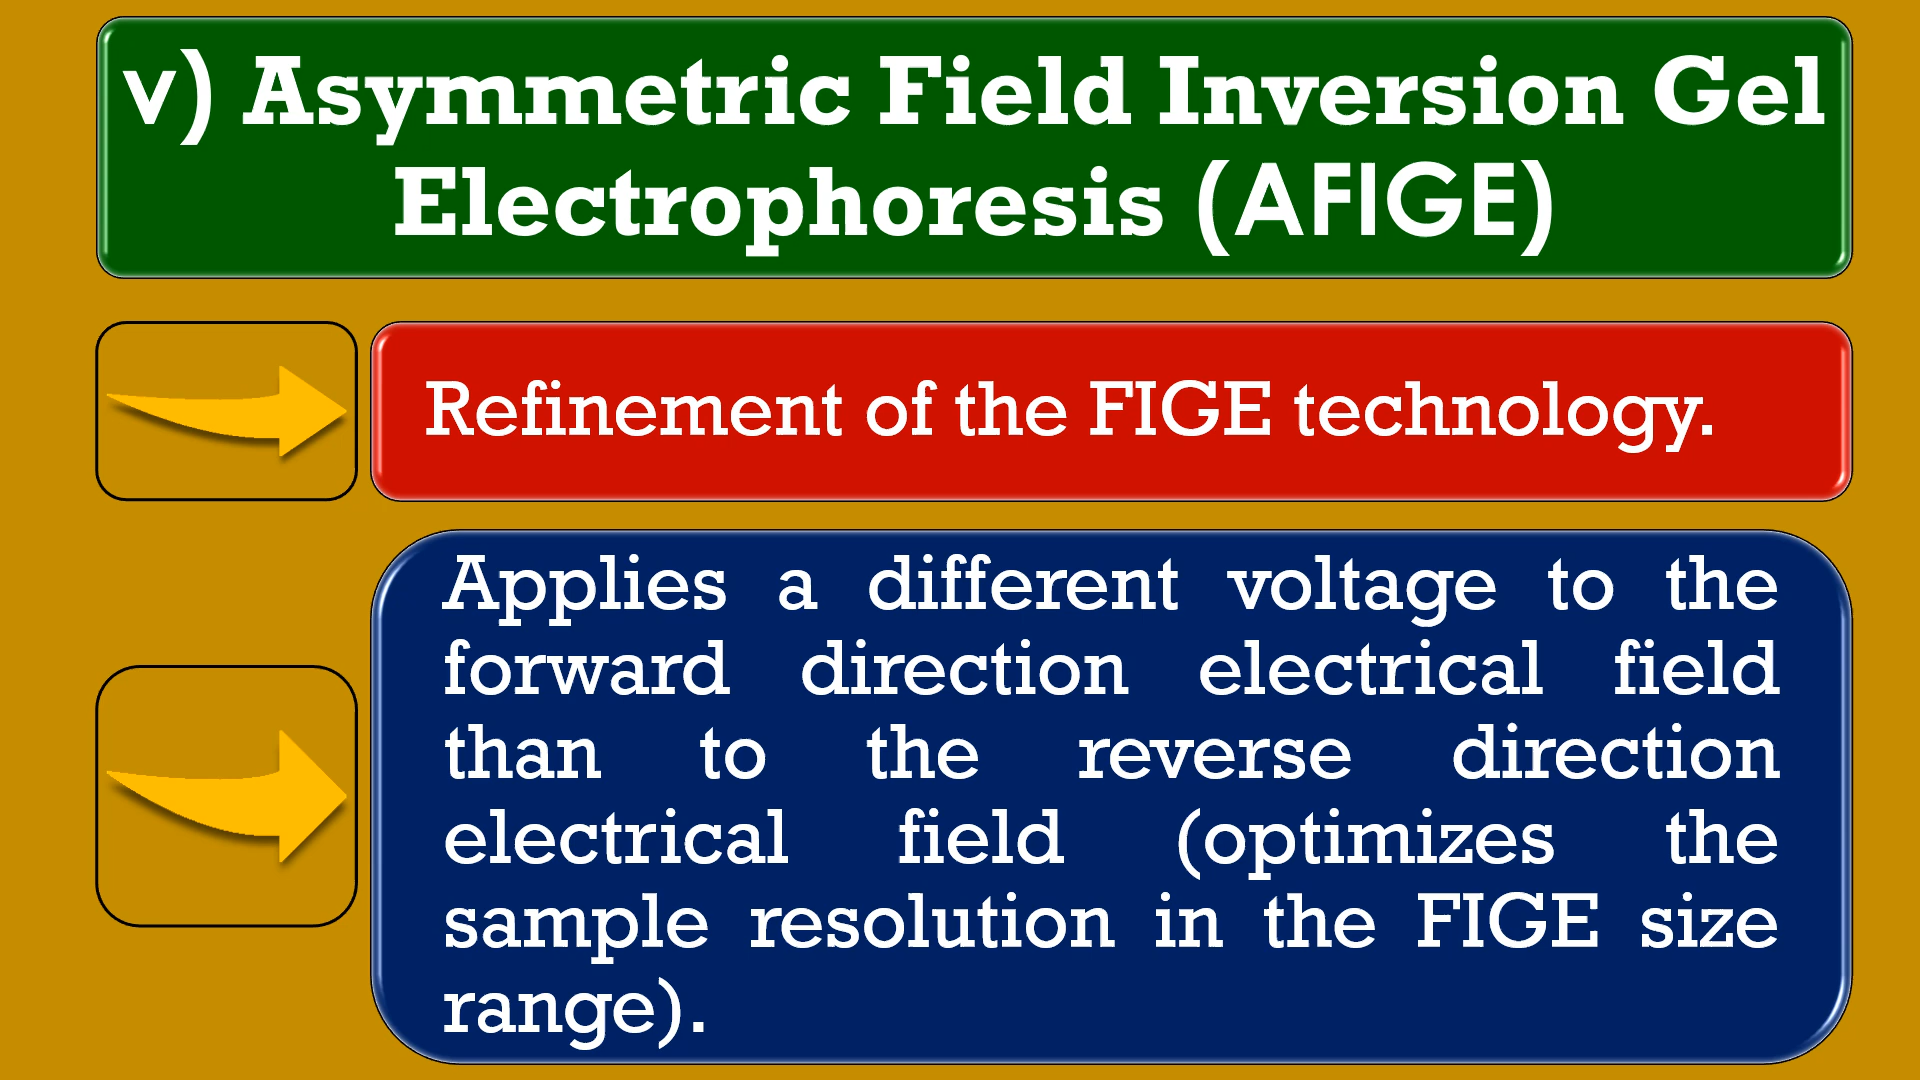 v) Asymmetric Field Inversion Gel
Electrophoresis (AFIGE)
Refinement of the FIGE technology.
Applies a different voltage to the
forward direction electrical field
than to the reverse direction
electrical field (optimizes the
sample resolution in the FIGE size
range).